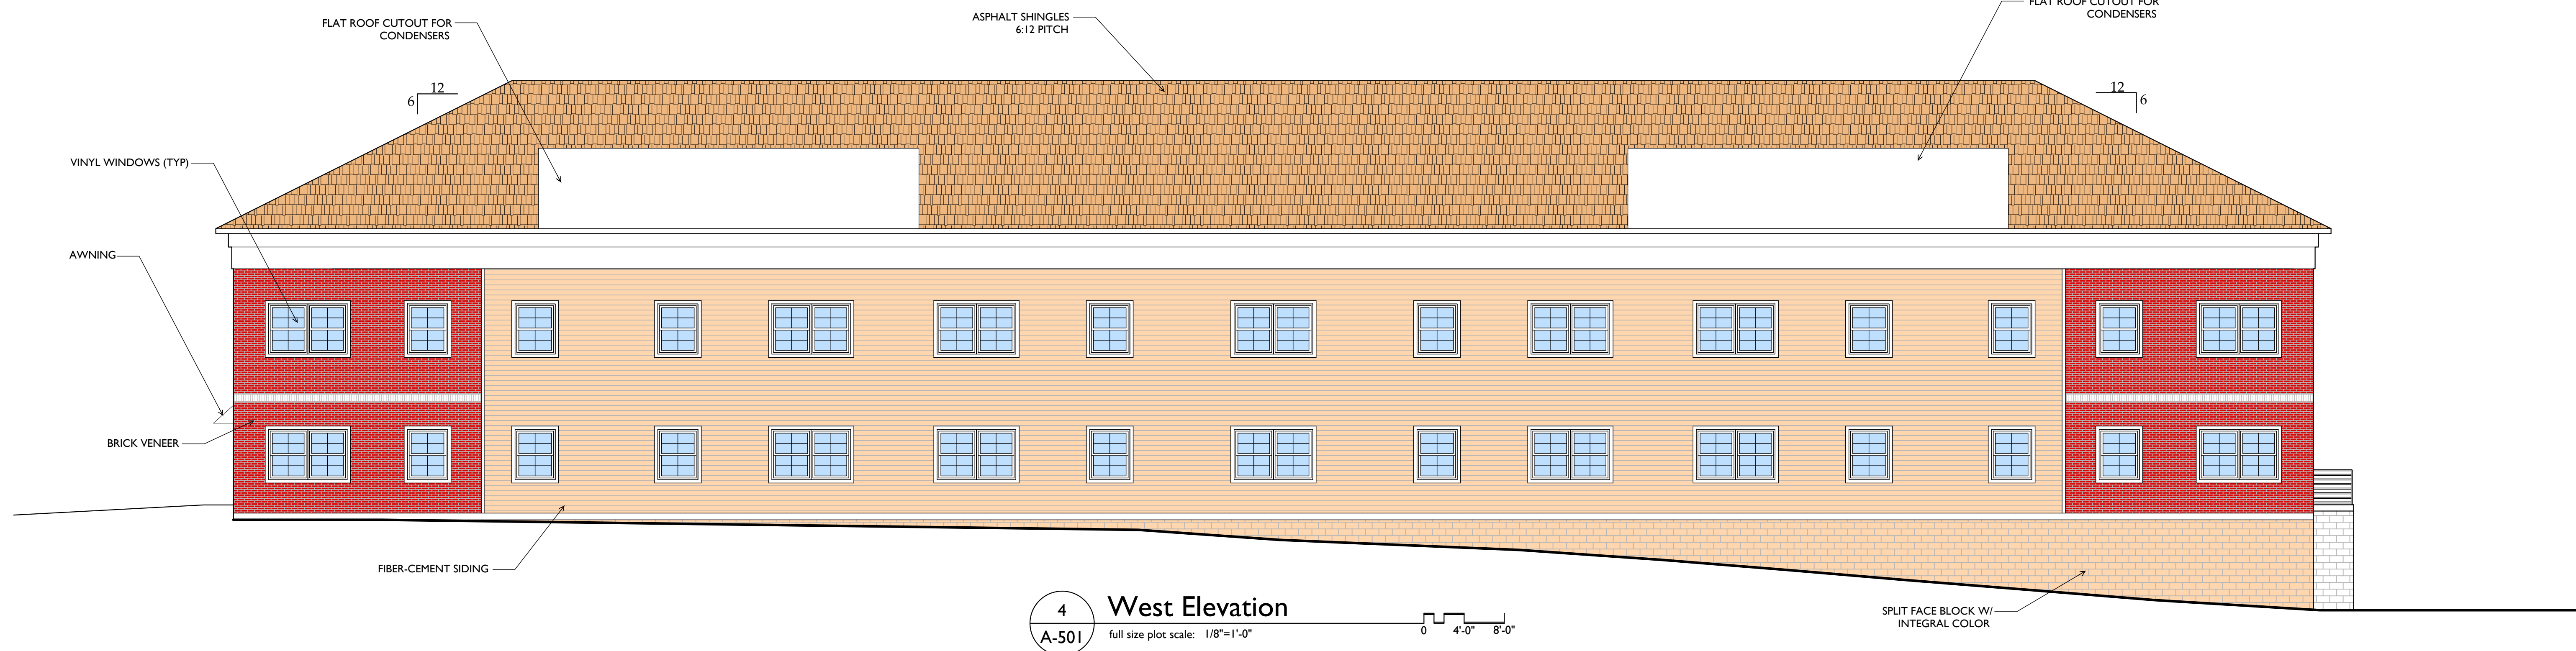 FLAT ROOF CUTOUT FOR
CONDENSERS
ASPHALT SHINGLES
6:12 PITCH
FLAT ROOF CUTOUT FOR
CONDENSERS
12
6
12
6
VINYL WINDOWS (TYP)
AWNING
BRICK VENEER
FIBER-CEMENT SIDING
SPLIT FACE BLOCK W/
INTEGRAL COLOR
4
A-501
West Elevation
full size plot scale: 1/8"=1'-0"
0 4'-0" 8'-0"